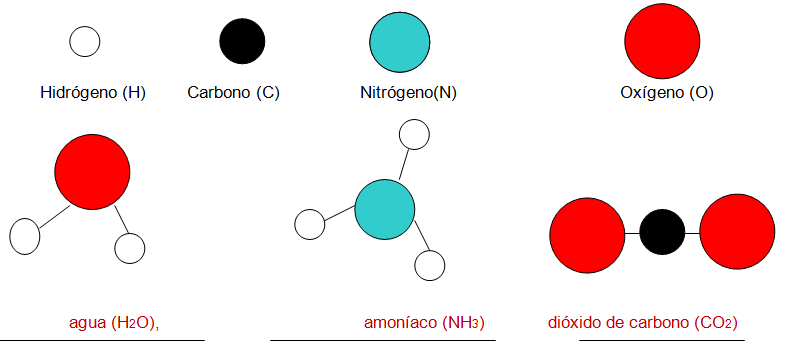 Hidrógeno (H) Carbono (C) Nitrógeno(N) Oxígeno (O)
agua (H2O), amoníaco (NH3) dióxido de carbono (CO2)